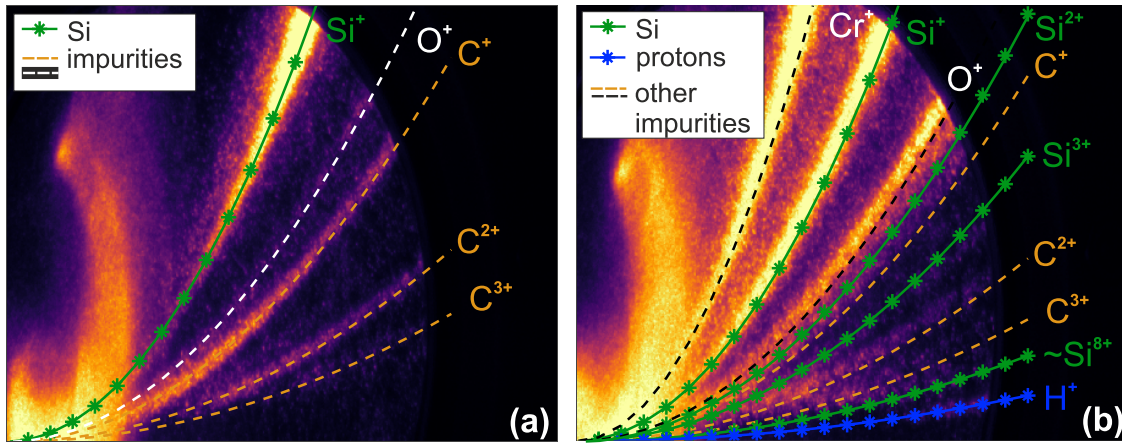 Si
impurities
Si⁺
O⁺
C⁺
C²⁺
C³⁺
(a)
Si
protons
other
impurities
Cr⁺
Si⁺
Si²⁺
C⁺
O⁺
Si³⁺
C²⁺
C³⁺
~Si⁸⁺
H⁺
(b)